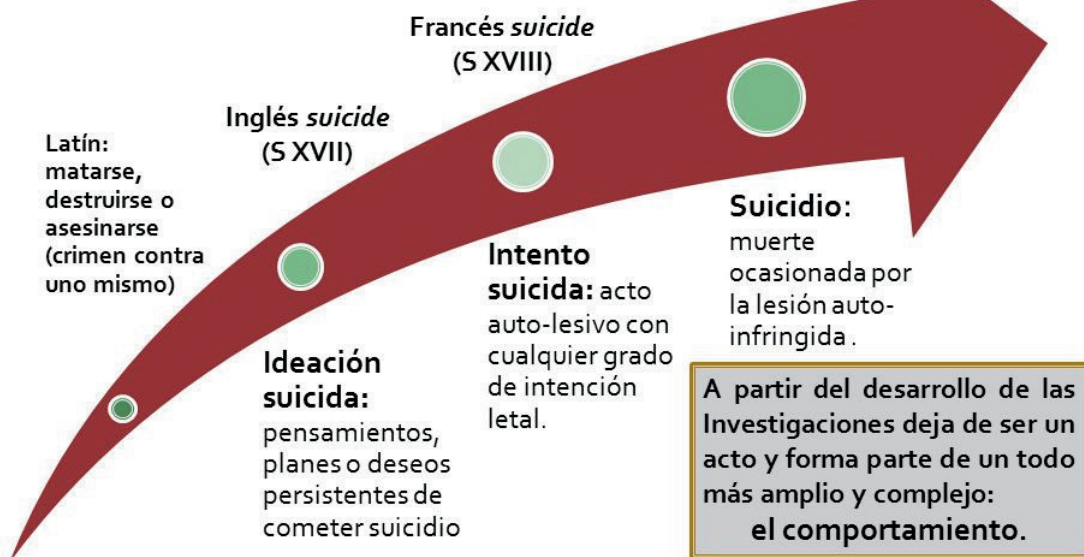 Francés suicide
(S XVIII)
Inglés suicide
(S XVII)
Latín:
matarse,
destruirse o
asesinarse
(crimen contra
uno mismo)
Ideación
suicida:
pensamientos,
planes o deseos
persistentes de
cometer suicidio
Intento
suicida: acto
auto-lesivo con
cualquier grado
de intención
letal.
Suicidio:
muerte
ocasionada por
la lesión auto-
infringida .
A partir del desarrollo de las
Investigaciones deja de ser un
acto y forma parte de un todo
más amplio y complejo:
el comportamiento.